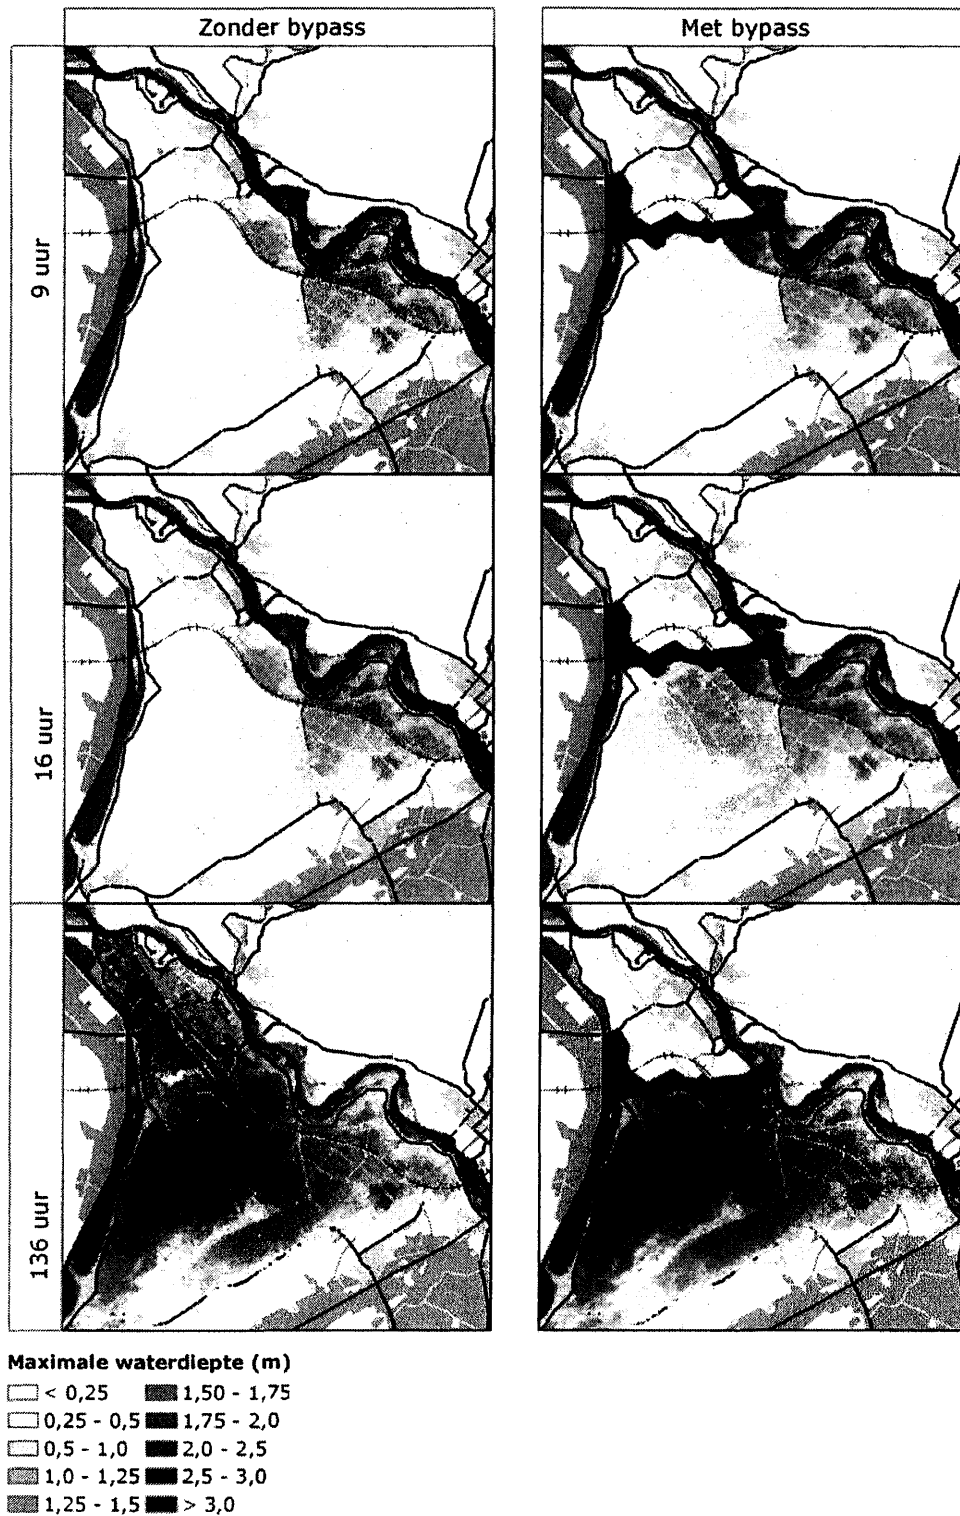 Zonder bypass
Met bypass
9 uur
16 uur
136 uur
Maximale waterdiepte (m)
< 0,25
1,50 - 1,75
0,25 - 0,5
1,75 - 2,0
0,5 - 1,0
2,0 - 2,5
1,0 - 1,25
2,5 - 3,0
1,25 - 1,5
> 3,0